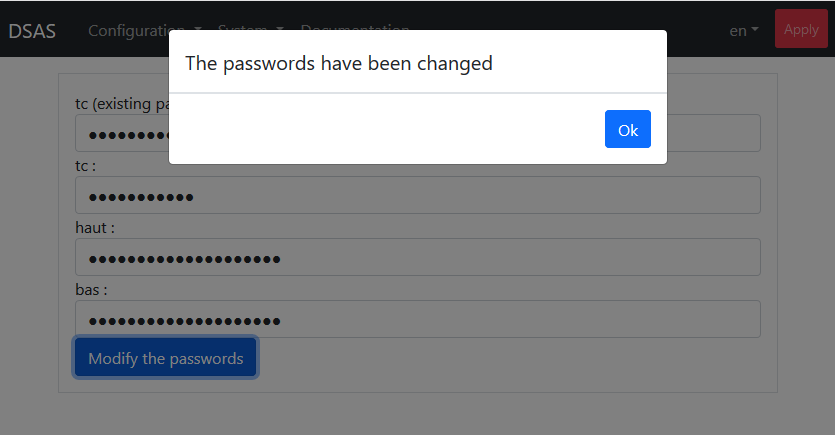 DSAS Configuration System Documentation en Apply
The passwords have been changed
Ok
tc (existing pa
●●●●●●●●●●
tc :
●●●●●●●●●●●
haut :
●●●●●●●●●●●●●●●●●●●●
bas :
●●●●●●●●●●●●●●●●●●●●
Modify the passwords